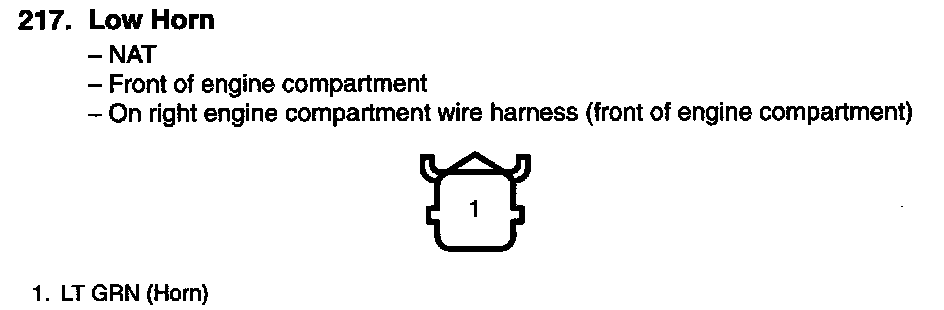 217. Low Horn
– NAT
– Front of engine compartment
– On right engine compartment wire harness (front of engine compartment)
1
1. LT GRN (Horn)